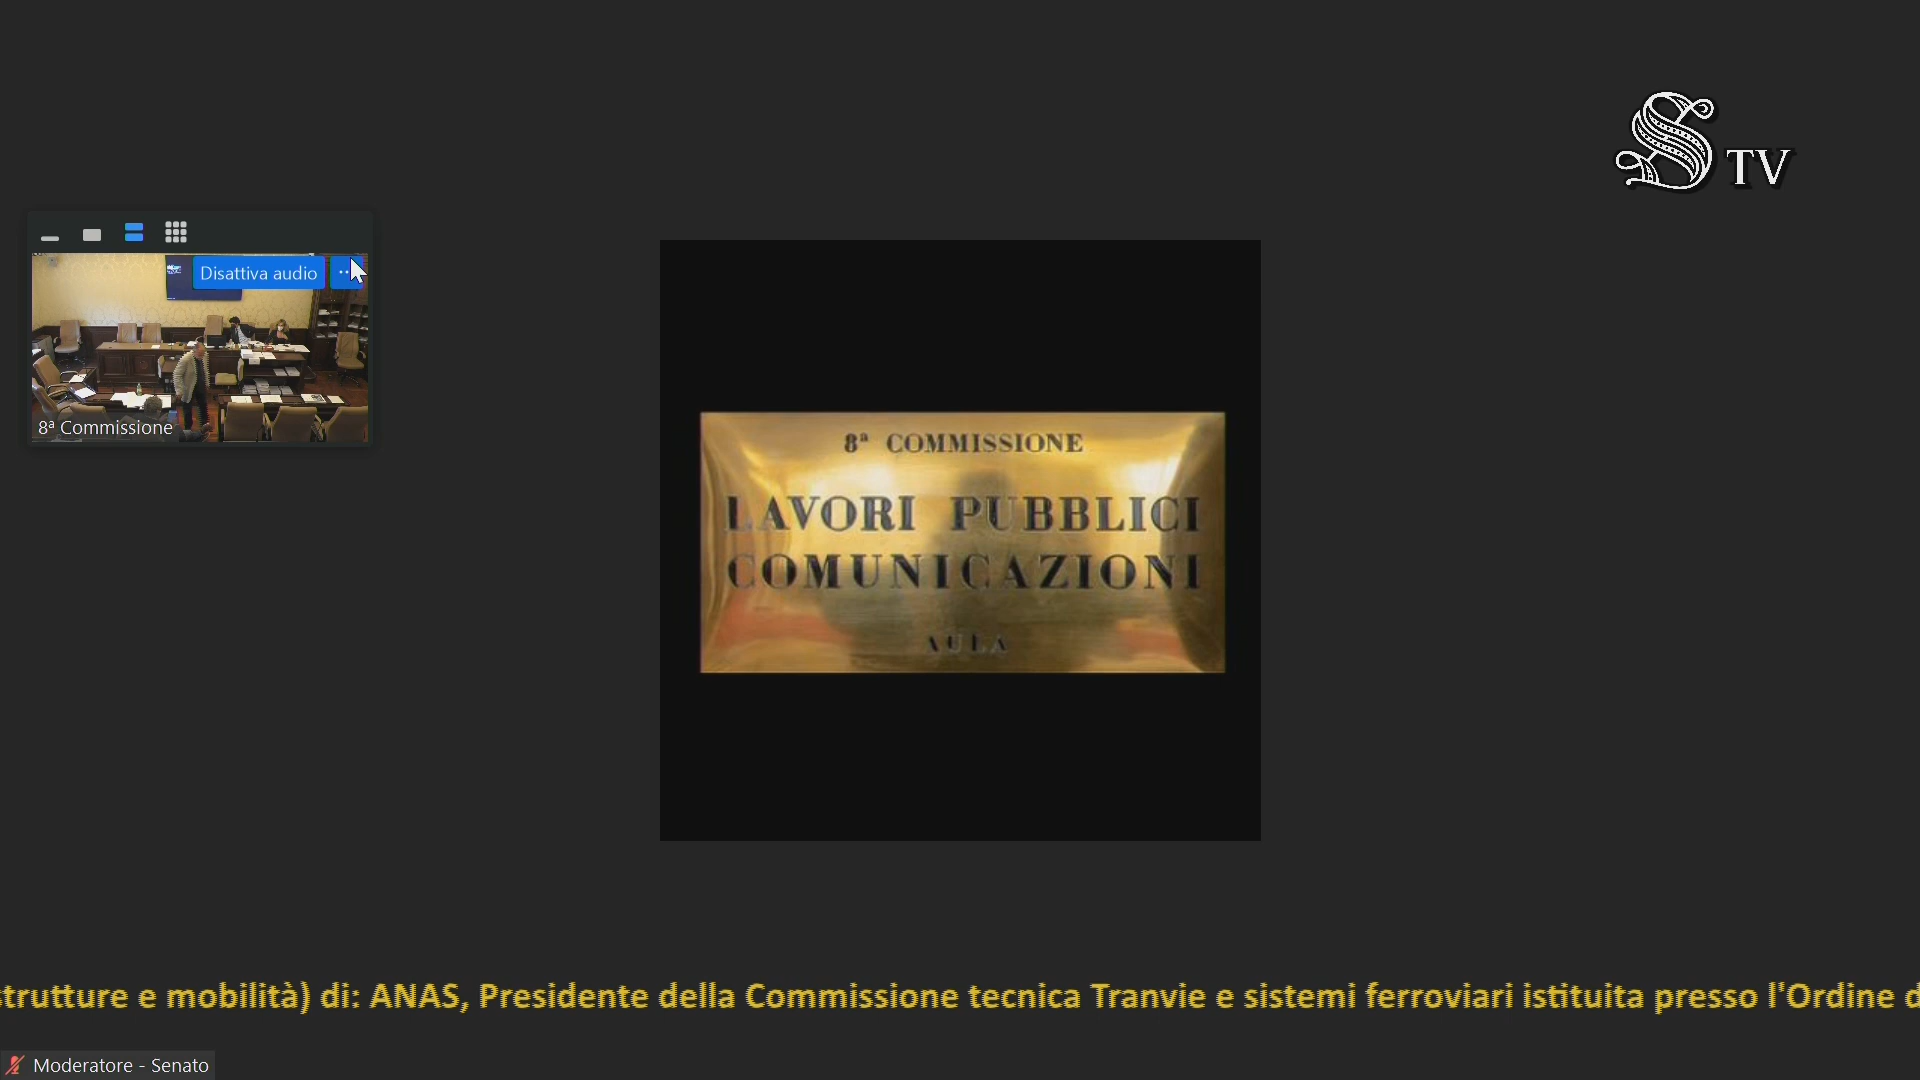 S TV
Disattiva audio
8ª Commissione
8ª COMMISSIONE
LAVORI PUBBLICI
COMUNICAZIONI
AULA
strutture e mobilità) di: ANAS, Presidente della Commissione tecnica Tranvie e sistemi ferroviari istituita presso l'Ordine d
Moderatore - Senato